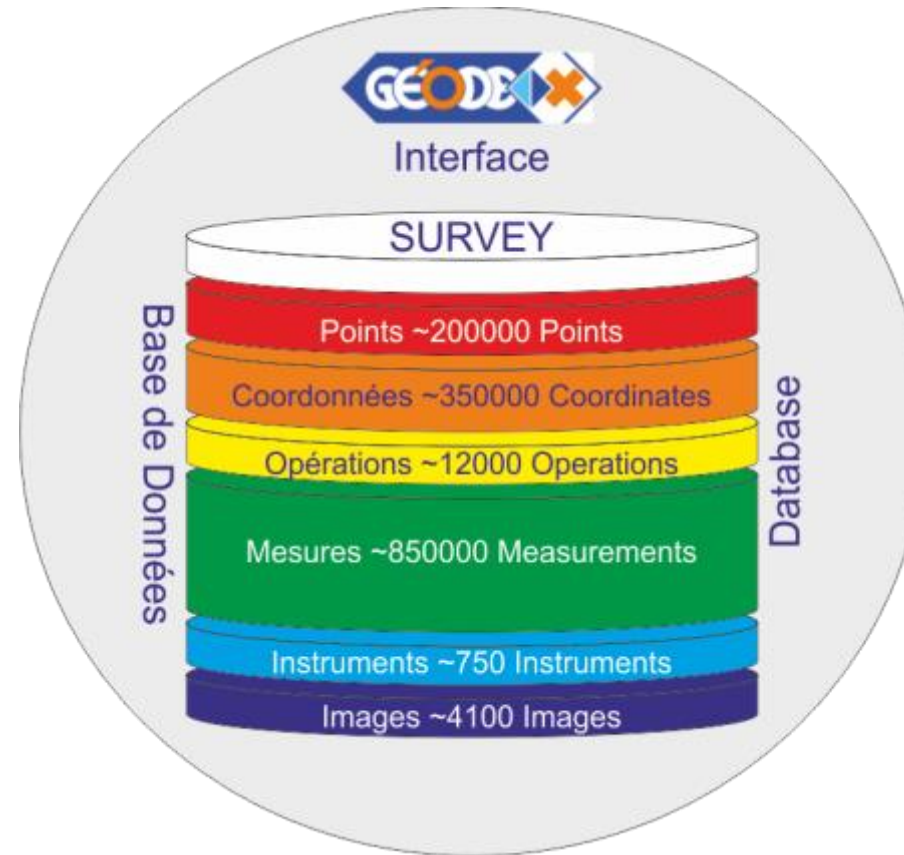 GÉODE
Interface
SURVEY
Points ~200000 Points
Coordonnées ~350000 Coordinates
Opérations ~12000 Operations
Mesures ~850000 Measurements
Instruments ~750 Instruments
Images ~4100 Images
Base de Données
Database